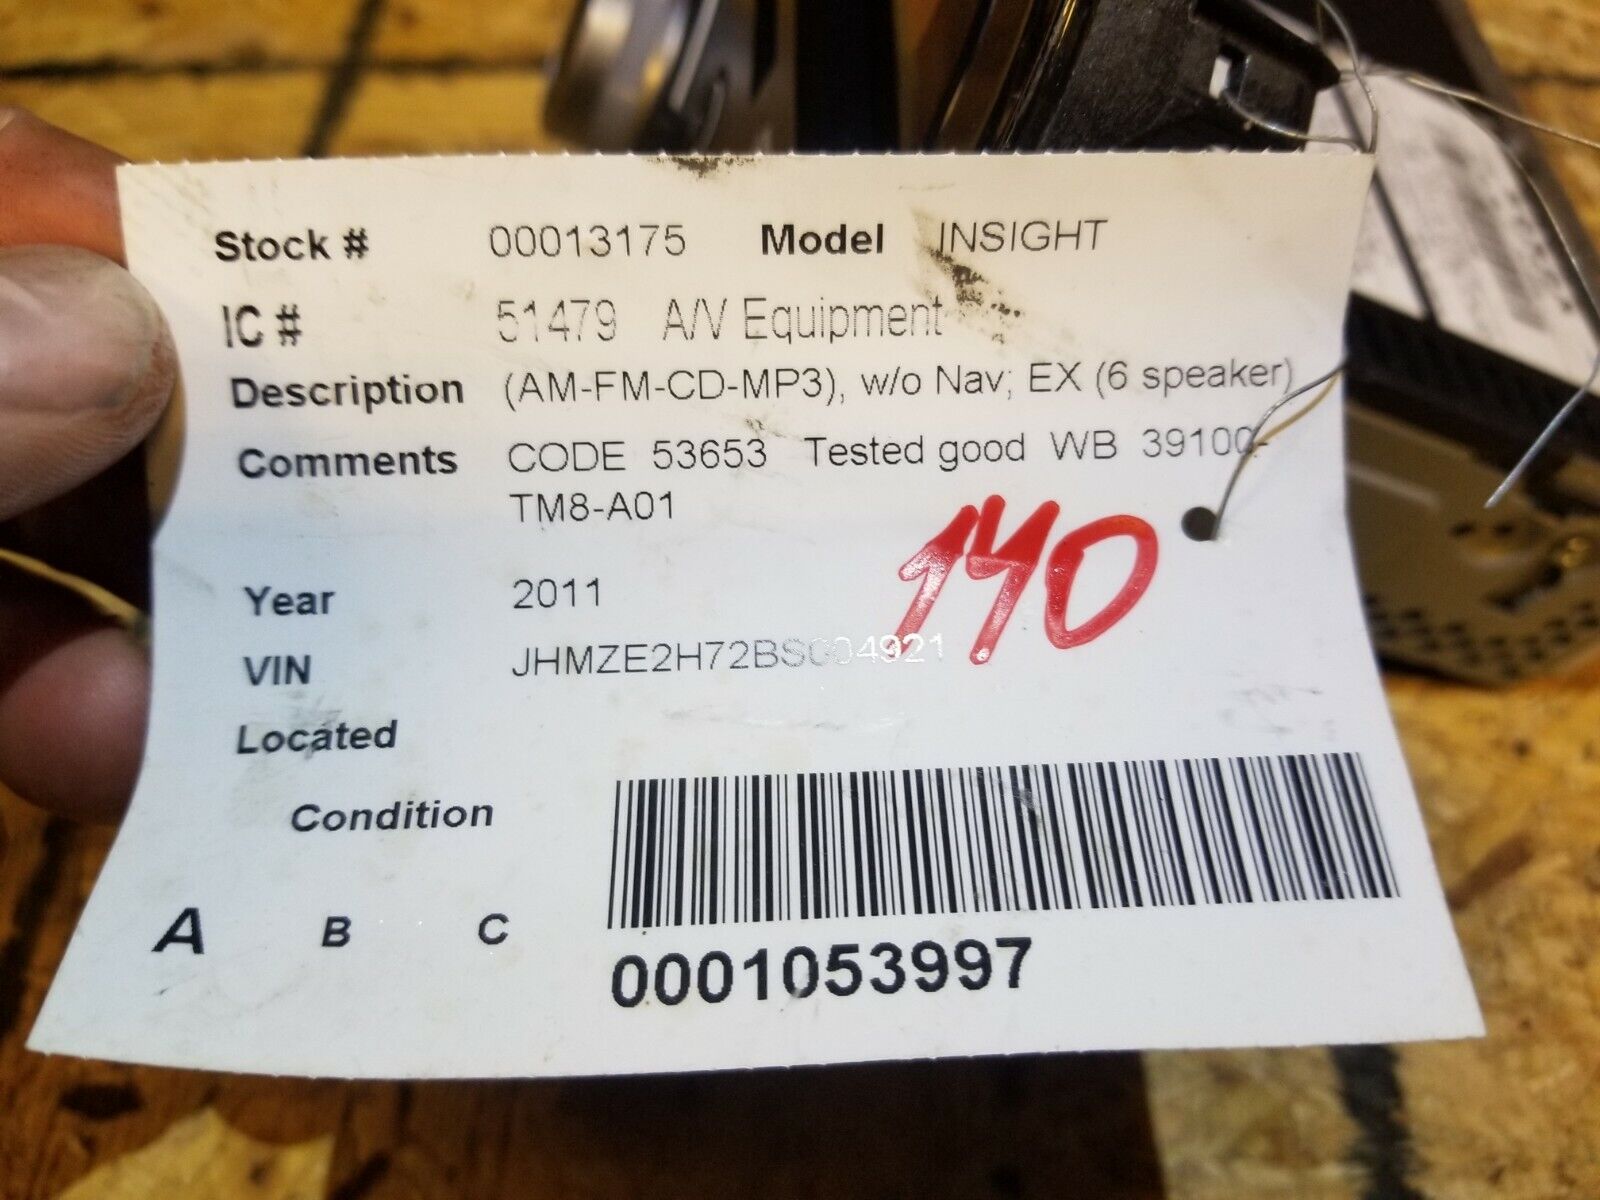 Stock # 00013175 Model INSIGHT
IC # 51479 A/V Equipment
Description (AM-FM-CD-MP3), w/o Nav; EX (6 speaker)
Comments CODE 53653 Tested good WB 39100-
TM8-A01
140
Year 2011
VIN JHMZE2H72BS004921
Located
Condition
A B C
0001053997